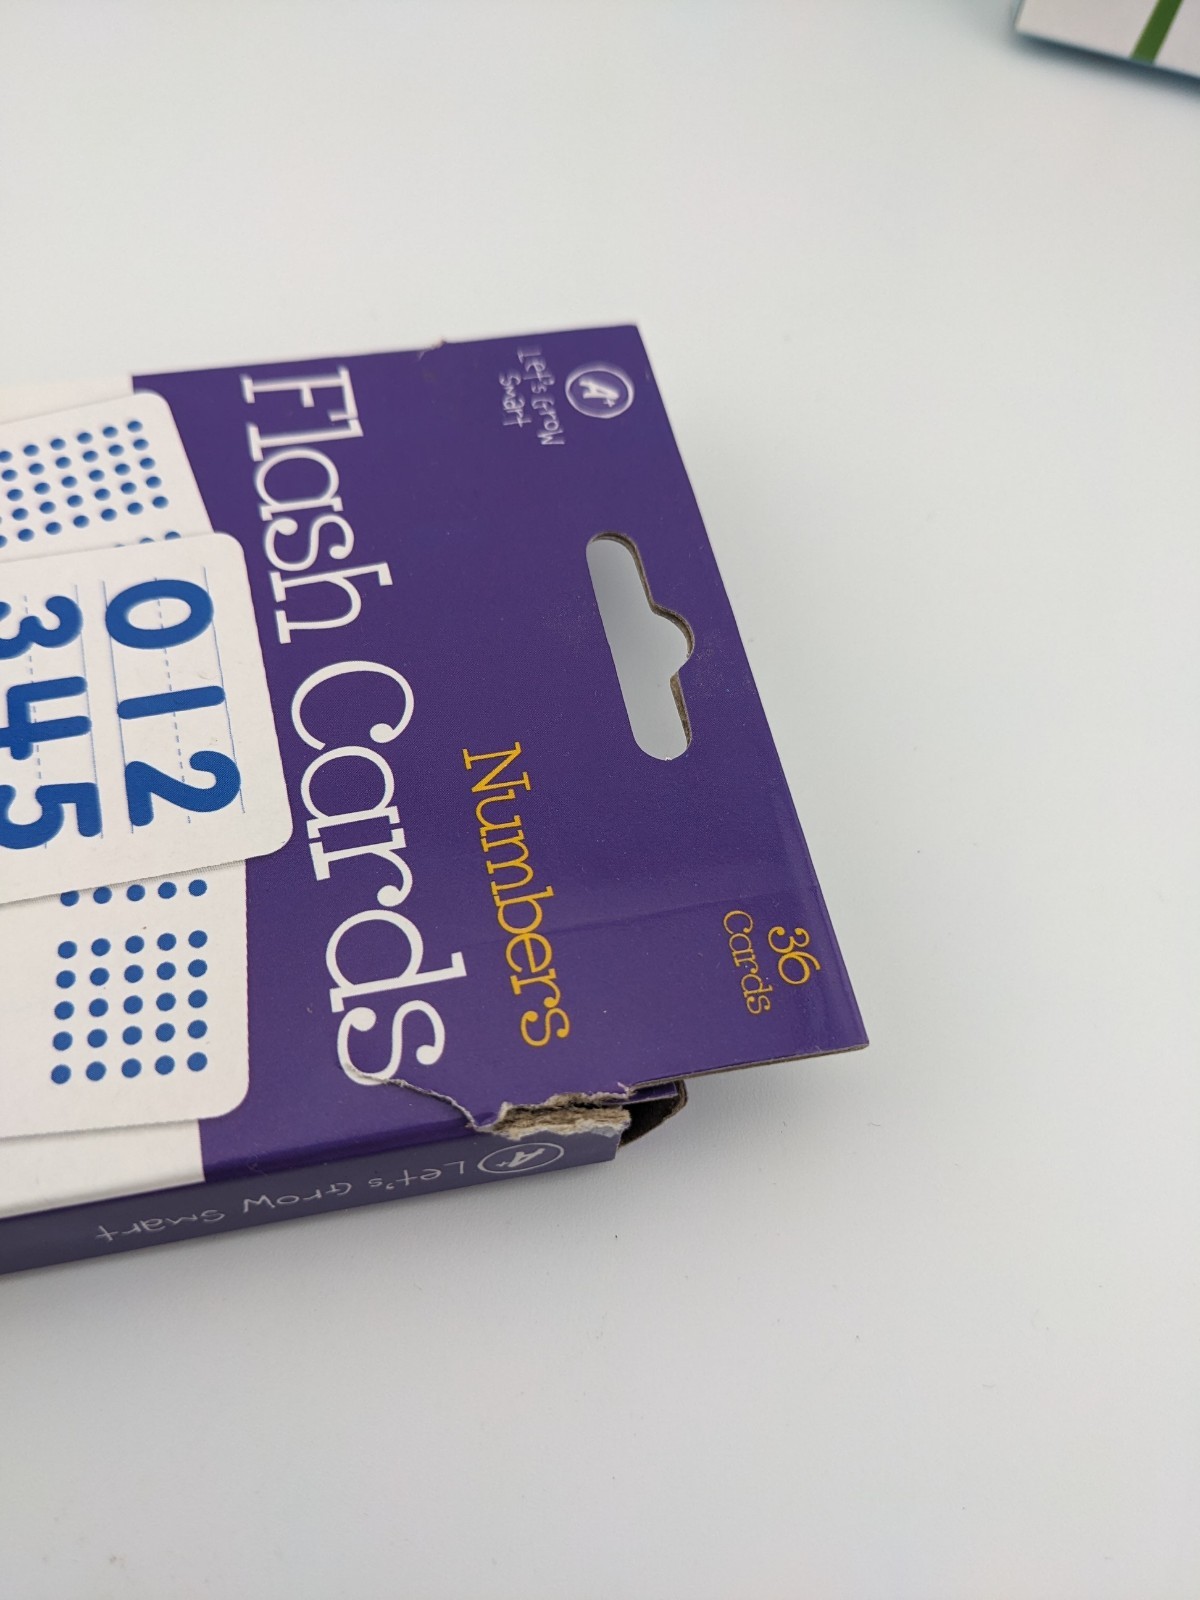 A+
Let's Grow
Smart
36
Cards
Numbers
Flash Cards
0 1 2
3 4 5
A+ Let's Grow Smart